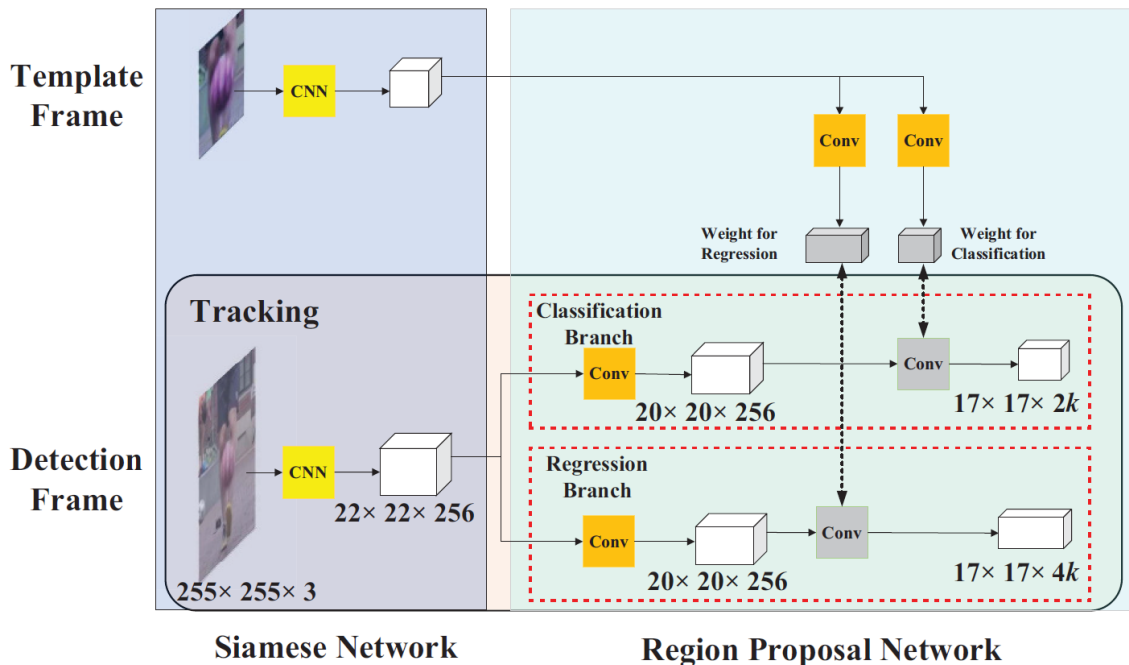 Template
Frame
CNN
Conv
Conv
Weight for
Regression
Weight for
Classification
Tracking
Classification
Branch
Conv
20× 20× 256
Conv
17× 17× 2k
Detection
Frame
CNN
22× 22× 256
255× 255× 3
Regression
Branch
Conv
20× 20× 256
Conv
17× 17× 4k
Siamese Network
Region Proposal Network